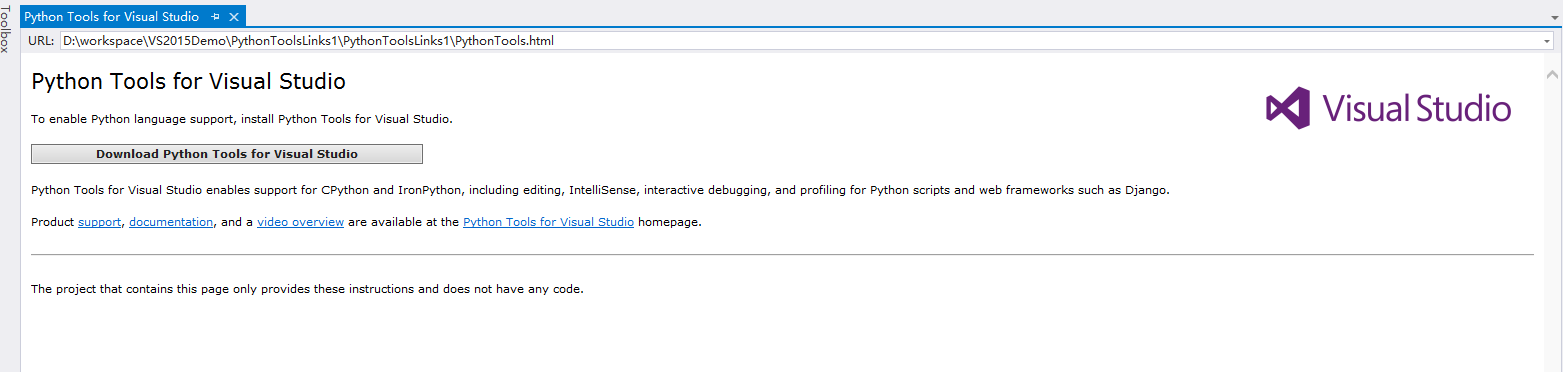 Toolbox
Python Tools for Visual Studio
URL: D:\workspace\VS2015Demo\PythonToolsLinks1\PythonToolsLinks1\PythonTools.html
Python Tools for Visual Studio
Visual Studio
To enable Python language support, install Python Tools for Visual Studio.
Download Python Tools for Visual Studio
Python Tools for Visual Studio enables support for CPython and IronPython, including editing, IntelliSense, interactive debugging, and profiling for Python scripts and web frameworks such as Django.
Product support, documentation, and a video overview are available at the Python Tools for Visual Studio homepage.
The project that contains this page only provides these instructions and does not have any code.